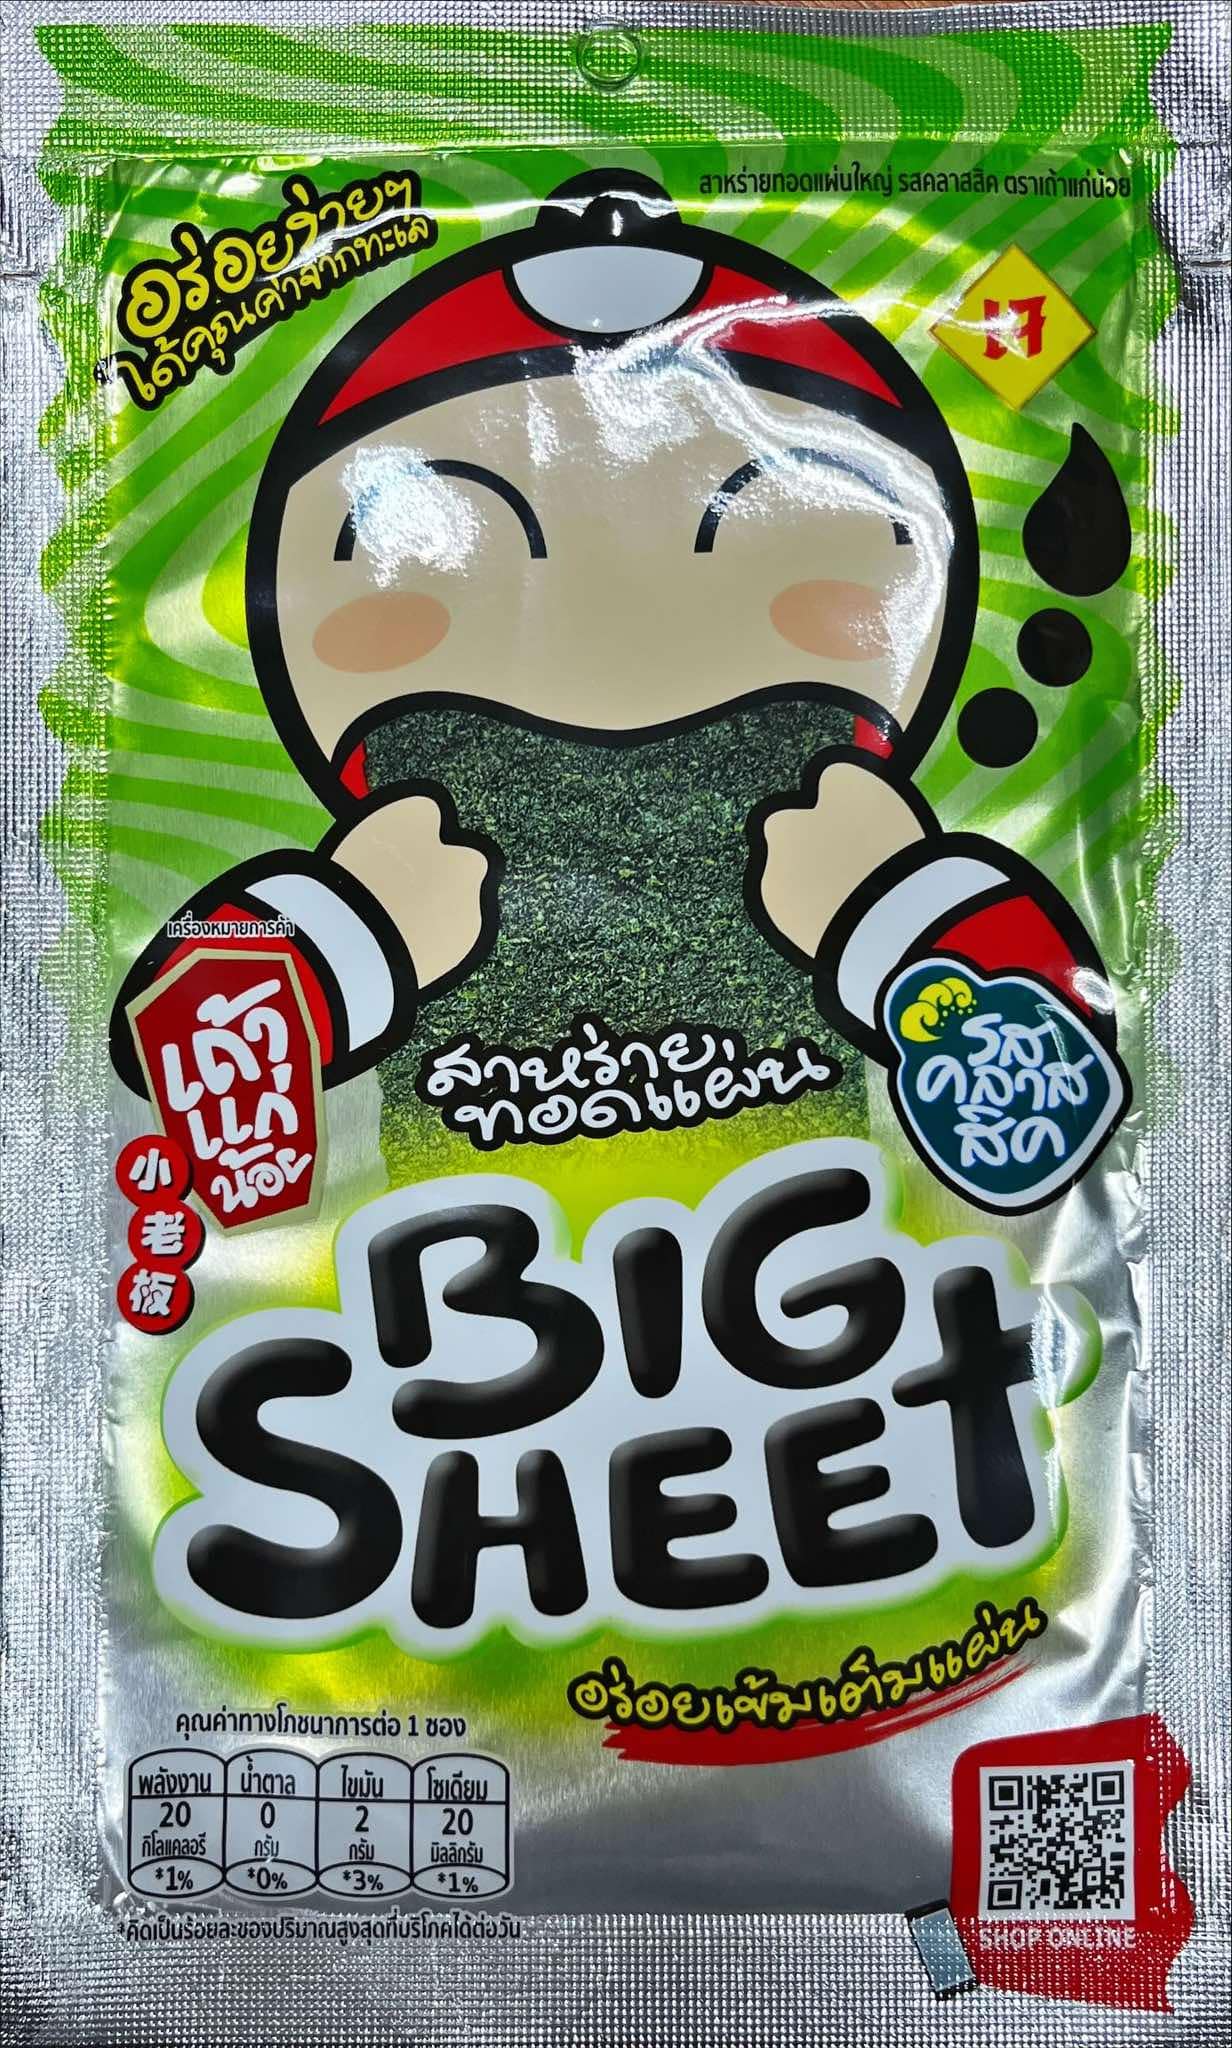 สาหร่ายทอดแผ่นใหญ่ รสคลาสสิค ตราเถ้าแก่น้อย
อร่อยง่ายๆ
ได้คุณค่าจากทะเล
เจ
เครื่องหมายการค้า
เถ้า
แก่
น้อย
小
老
板
รส
คลาส
สิค
สาหร่าย
ทอดแผ่น
BIG
SHEEt
อร่อยเข้มเต็มแผ่น
คุณค่าทางโภชนาการต่อ 1 ซอง
พลังงาน น้ำตาล ไขมัน โซเดียม
20 0 2 20
กิโลแคลอรี กรัม กรัม มิลลิกรัม
*1% *0% *3% *1%
*คิดเป็นร้อยละของปริมาณสูงสุดที่บริโภคได้ต่อวัน
SHOP ONLINE